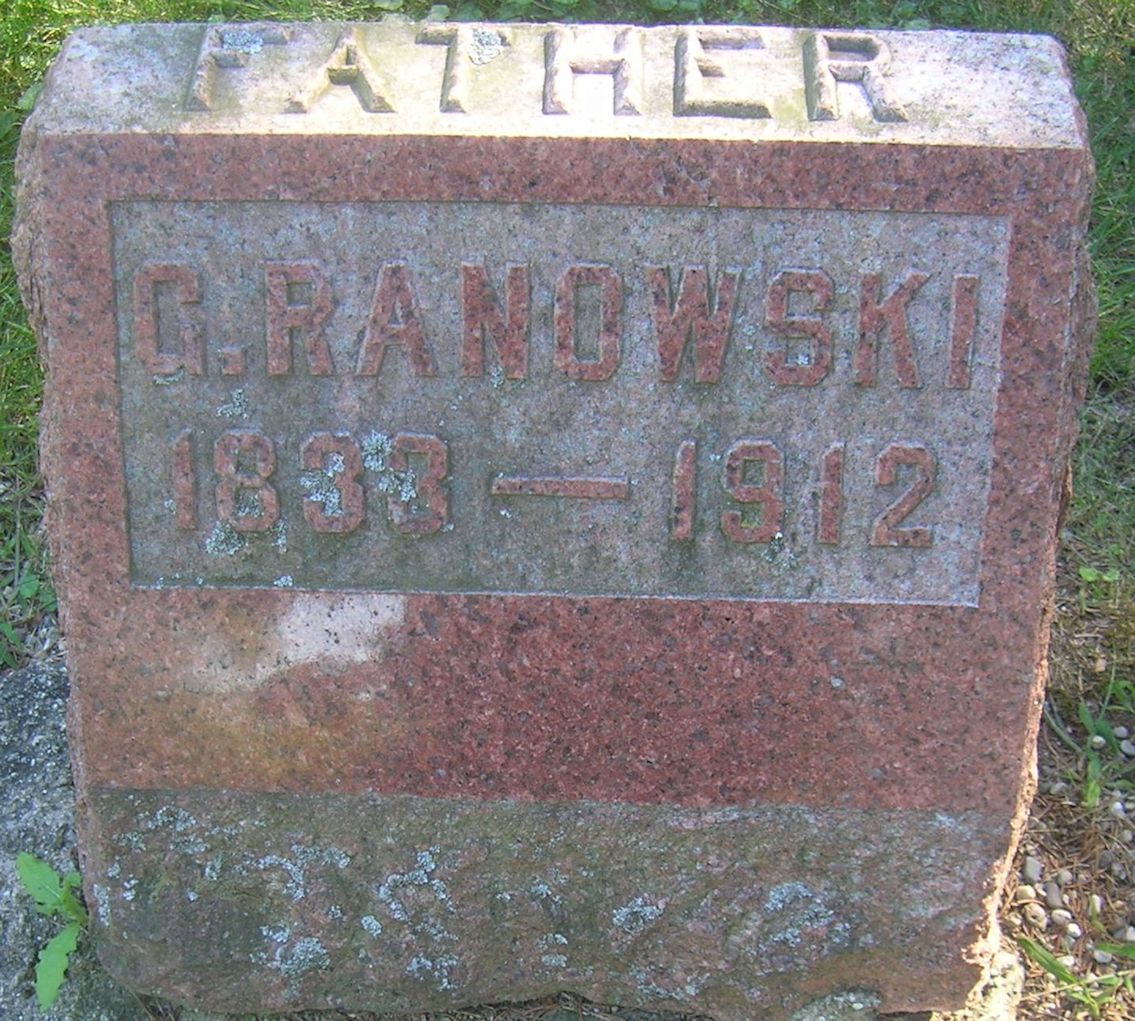 FATHER
G. RANOWSKI
1833 — 1912